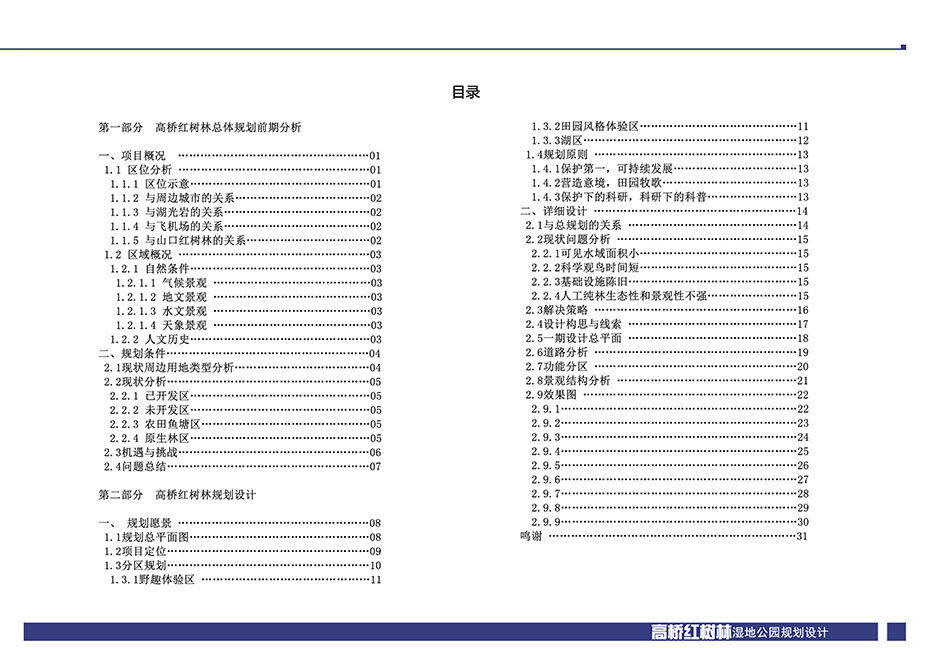 目录
第一部分 高桥红树林总体规划前期分析
一、项目概况 ………………………………………………01
1.1 区位分析 ………………………………………………01
1.1.1 区位示意………………………………………………01
1.1.2 与周边城市的关系………………………………………………02
1.1.3 与湖光岩的关系………………………………………………02
1.1.4 与飞机场的关系………………………………………………02
1.1.5 与山口红树林的关系………………………………………………02
1.2 区域概况 ………………………………………………03
1.2.1 自然条件………………………………………………03
1.2.1.1 气候景观 ………………………………………………03
1.2.1.2 地文景观 ………………………………………………03
1.2.1.3 水文景观 ………………………………………………03
1.2.1.4 天象景观 ………………………………………………03
1.2.2 人文历史………………………………………………03
二、规划条件………………………………………………04
2.1现状周边用地类型分析………………………………………………04
2.2现状分析………………………………………………05
2.2.1 已开发区………………………………………………05
2.2.2 未开发区………………………………………………05
2.2.3 农田鱼塘区………………………………………………05
2.2.4 原生林区………………………………………………05
2.3机遇与挑战………………………………………………06
2.4问题总结………………………………………………07
第二部分 高桥红树林规划设计
一、 规划愿景 ………………………………………………08
1.1规划总平面图………………………………………………08
1.2项目定位………………………………………………09
1.3分区规划………………………………………………10
1.3.1野趣体验区 ………………………………………………11
1.3.2田园风格体验区………………………………………………11
1.3.3湖区………………………………………………12
1.4规划原则 ………………………………………………13
1.4.1保护第一，可持续发展………………………………………………13
1.4.2营造意境，田园牧歌………………………………………………13
1.4.3保护下的科研，科研下的科普………………………………………………13
二、详细设计 ………………………………………………14
2.1与总规划的关系 ………………………………………………14
2.2现状问题分析 ………………………………………………15
2.2.1可见水域面积小………………………………………………15
2.2.2科学观鸟时间短………………………………………………15
2.2.3基础设施陈旧………………………………………………15
2.2.4人工纯林生态性和景观性不强………………………………………………15
2.3解决策略 ………………………………………………16
2.4设计构思与线索 ………………………………………………17
2.5一期设计总平面 ………………………………………………18
2.6道路分析 ………………………………………………19
2.7功能分区 ………………………………………………20
2.8景观结构分析 ………………………………………………21
2.9效果图 ………………………………………………22
2.9.1………………………………………………22
2.9.2………………………………………………23
2.9.3………………………………………………24
2.9.4………………………………………………25
2.9.5………………………………………………26
2.9.6………………………………………………27
2.9.7………………………………………………28
2.9.8………………………………………………29
2.9.9………………………………………………30
鸣谢 ………………………………………………31
高桥红树林湿地公园规划设计